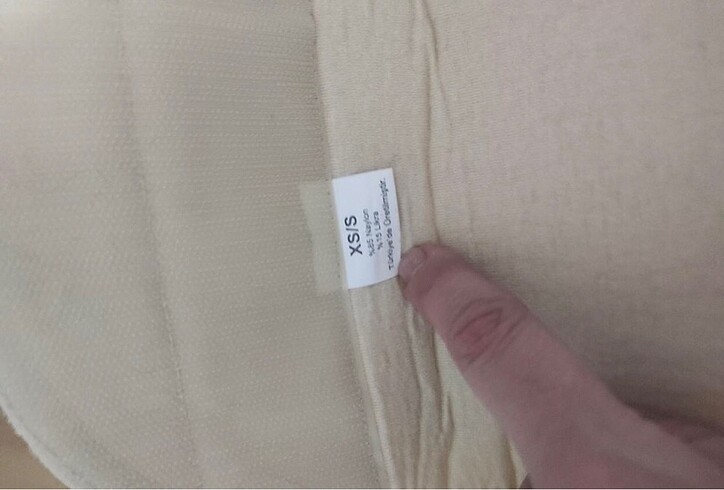 XS/S
%85 Naylon
%15 Likra
Türkiye'de Üretilmiştir.